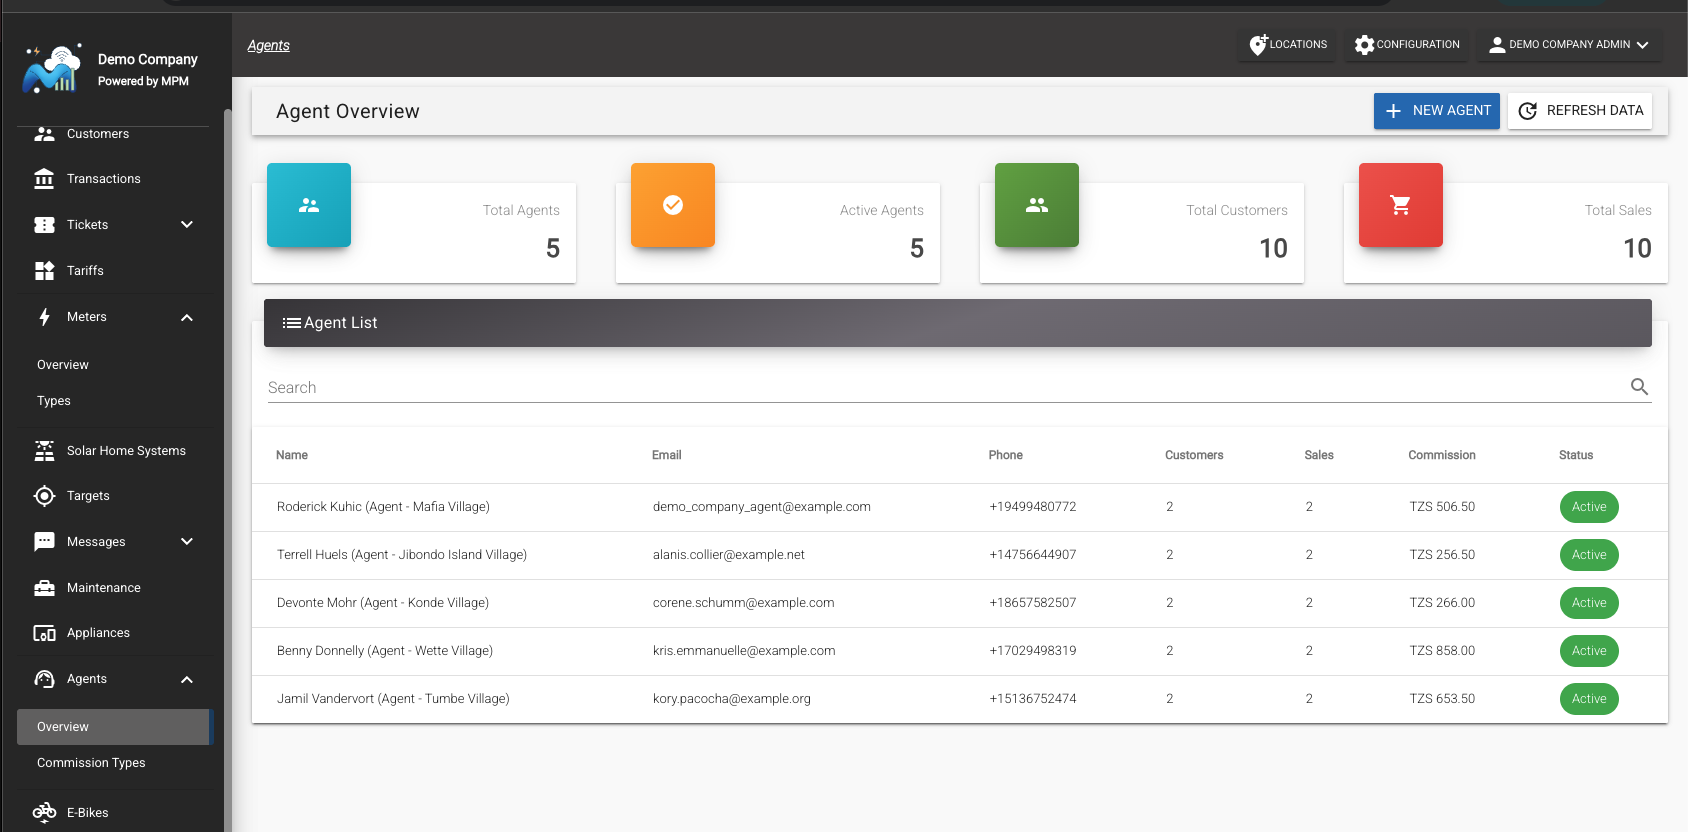 Demo Company
Powered by MPM
Customers
Transactions
Tickets
Tariffs
Meters
Overview
Types
Solar Home Systems
Targets
Messages
Maintenance
Appliances
Agents
Overview
Commission Types
E-Bikes
Agents
LOCATIONS
CONFIGURATION
DEMO COMPANY ADMIN
Agent Overview
NEW AGENT
REFRESH DATA
Total Agents
5
Active Agents
5
Total Customers
10
Total Sales
10
Agent List
Search
Name Email Phone Customers Sales Commission Status
Roderick Kuhic (Agent - Mafia Village) demo_company_agent@example.com +19499480772 2 2 TZS 506.50 Active
Terrell Huels (Agent - Jibondo Island Village) alanis.collier@example.net +14756644907 2 2 TZS 256.50 Active
Devonte Mohr (Agent - Konde Village) corene.schumm@example.com +18657582507 2 2 TZS 266.00 Active
Benny Donnelly (Agent - Wette Village) kris.emmanuelle@example.com +17029498319 2 2 TZS 858.00 Active
Jamil Vandervort (Agent - Tumbe Village) kory.pacocha@example.org +15136752474 2 2 TZS 653.50 Active